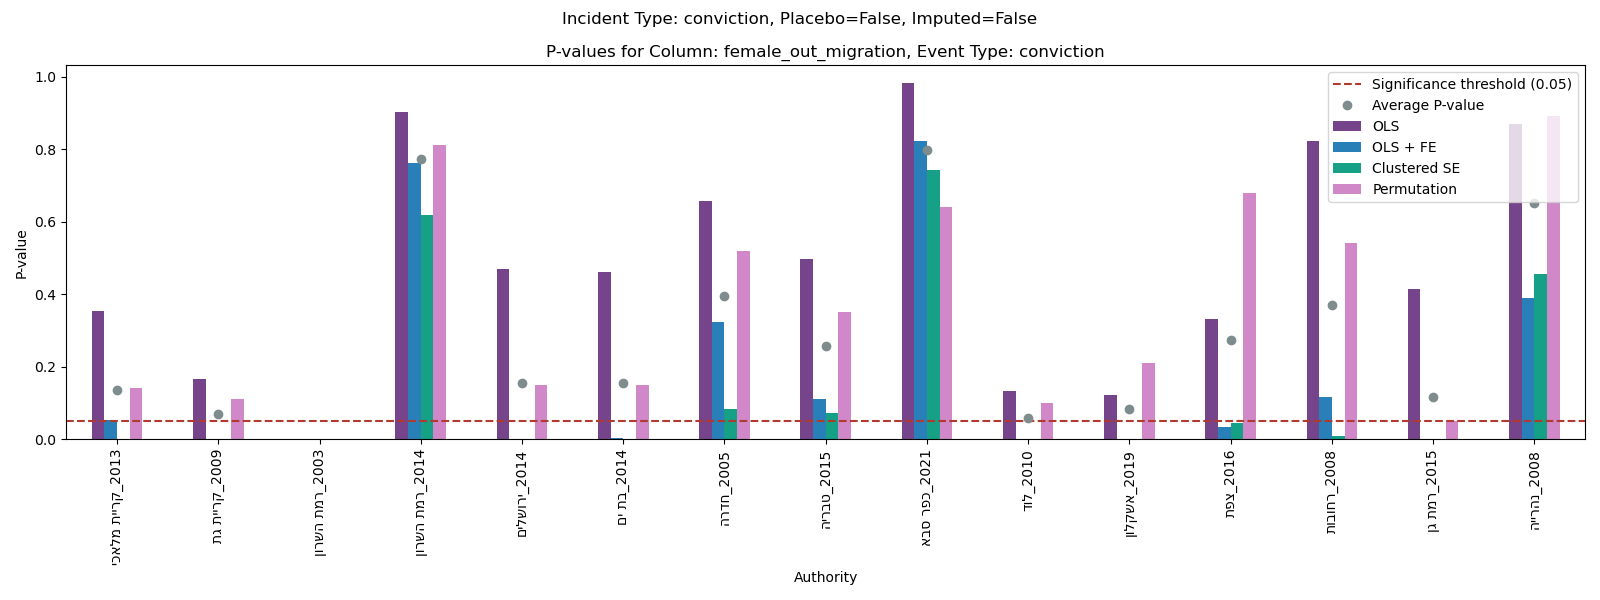 Incident Type: conviction, Placebo=False, Imputed=False
P-values for Column: female_out_migration, Event Type: conviction
1.0
0.8
0.6
0.4
0.2
0.0
P-value
Significance threshold (0.05)
Average P-value
OLS
OLS + FE
Clustered SE
Permutation
קריית מלאכי_2013
קריית גת_2009
רמת השרון_2003
רמת השרון_2014
ירושלים_2014
בת ים_2014
חדרה_2005
טבריה_2015
כפר סבא_2021
לוד_2010
אשקלון_2019
צפת_2016
רחובות_2008
רמת גן_2015
נהרייה_2008
Authority